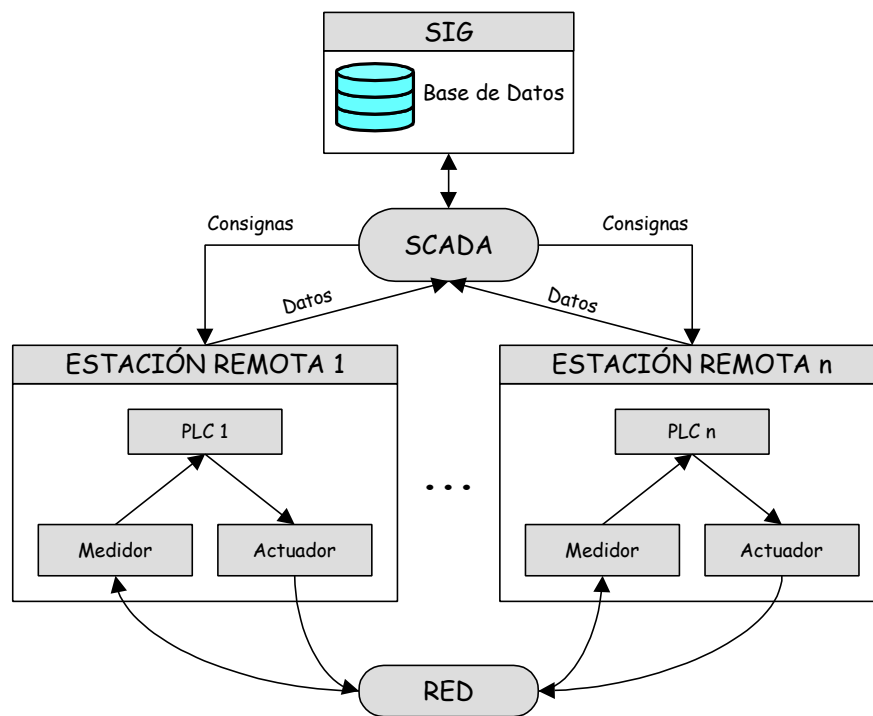 SIG
Base de Datos
Consignas
SCADA
Consignas
Datos
Datos
ESTACIÓN REMOTA 1
ESTACIÓN REMOTA n
PLC 1
PLC n
...
Medidor
Actuador
Medidor
Actuador
RED